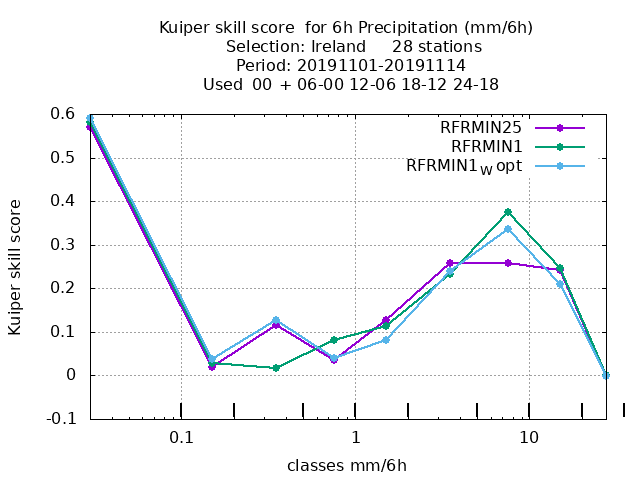 Kuiper skill score  for 6h Precipitation (mm/6h)
Selection: Ireland     28 stations
Period: 20191101-20191114
Used  00  + 06-00 12-06 18-12 24-18
RFRMIN25
RFRMIN1
RFRMIN1W opt
Kuiper skill score
0.6
0.5
0.4
0.3
0.2
0.1
0
-0.1
0.1
1
10
classes mm/6h